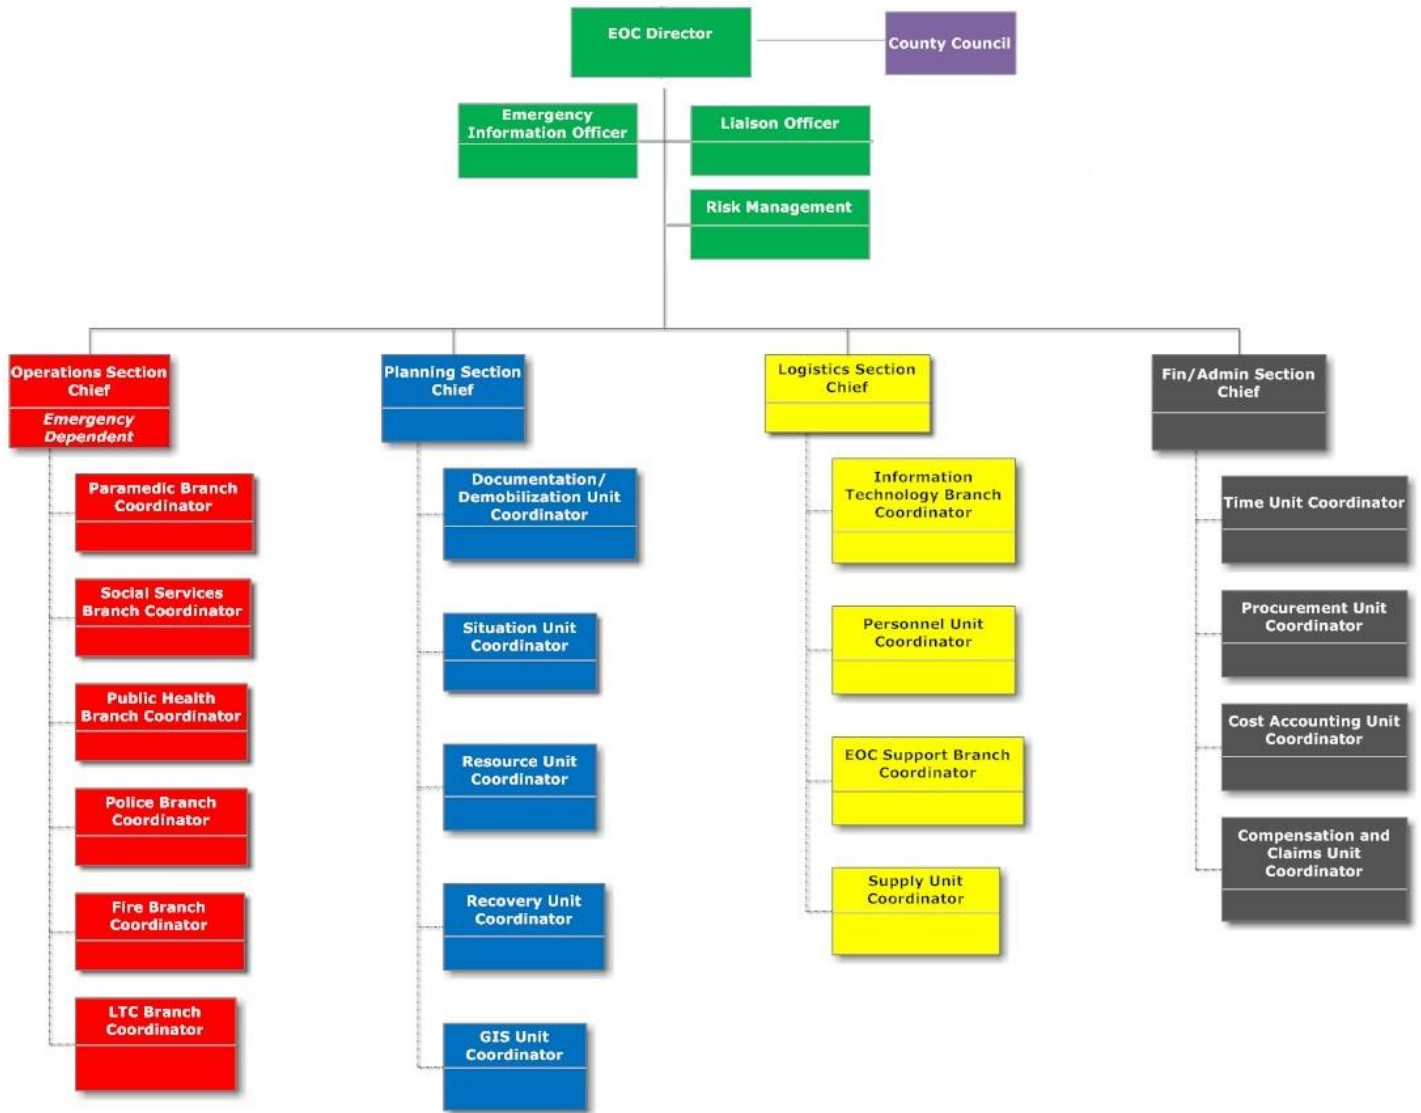 EOC Director
County Council
Emergency
Information Officer
Liaison Officer
Risk Management
Operations Section
Chief
Emergency
Dependent
Paramedic Branch
Coordinator
Social Services
Branch Coordinator
Public Health
Branch Coordinator
Police Branch
Coordinator
Fire Branch
Coordinator
LTC Branch
Coordinator
Planning Section
Chief
Documentation/
Demobilization Unit
Coordinator
Situation Unit
Coordinator
Resource Unit
Coordinator
Recovery Unit
Coordinator
GIS Unit
Coordinator
Logistics Section
Chief
Information
Technology Branch
Coordinator
Personnel Unit
Coordinator
EOC Support Branch
Coordinator
Supply Unit
Coordinator
Fin/Admin Section
Chief
Time Unit Coordinator
Procurement Unit
Coordinator
Cost Accounting Unit
Coordinator
Compensation and
Claims Unit
Coordinator